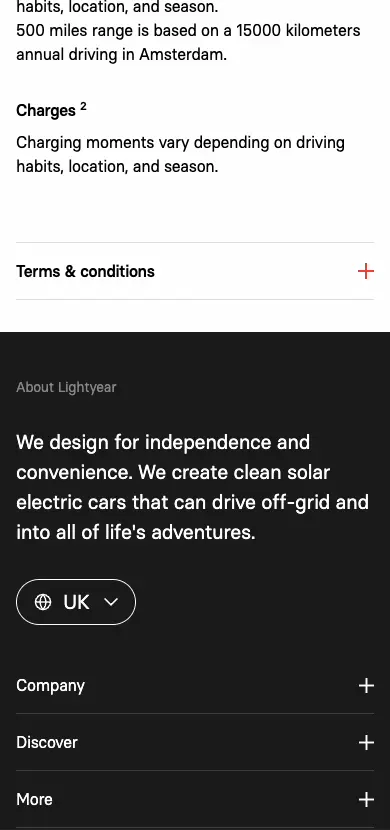 habits, location, and season.
500 miles range is based on a 15000 kilometers
annual driving in Amsterdam.
Charges ²
Charging moments vary depending on driving
habits, location, and season.
Terms & conditions
About Lightyear
We design for independence and
convenience. We create clean solar
electric cars that can drive off-grid and
into all of life's adventures.
UK
Company
Discover
More